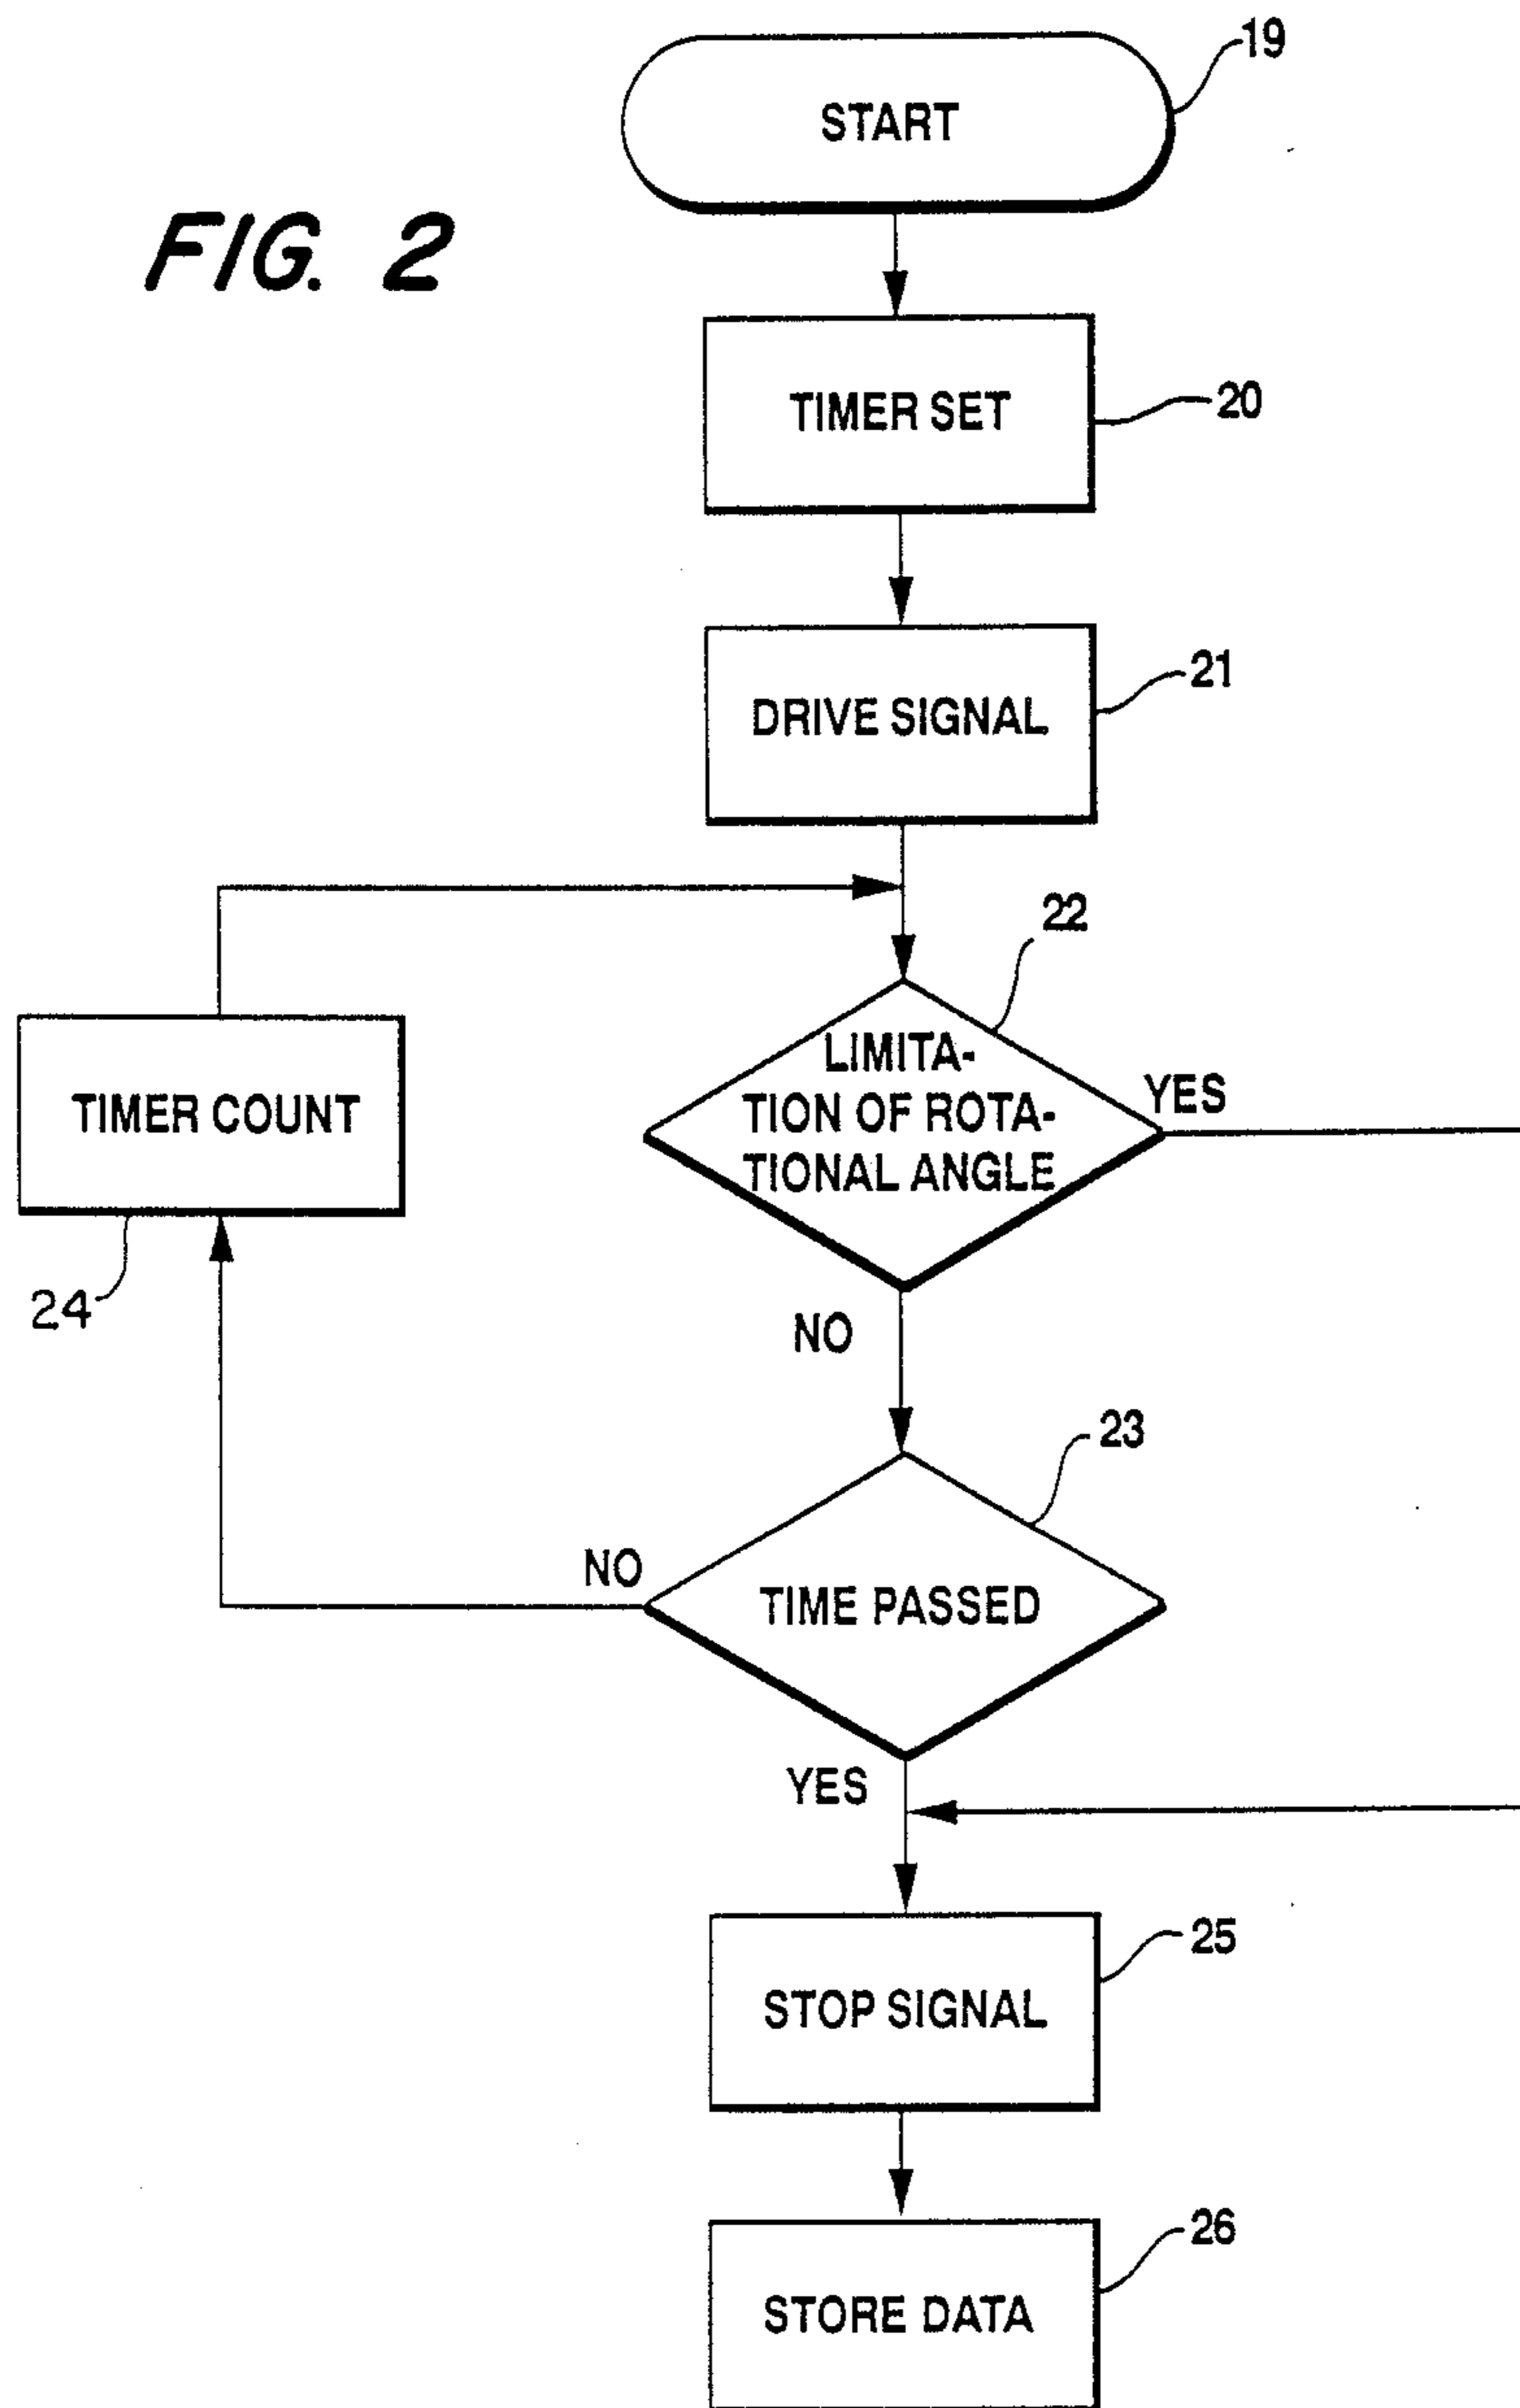 19
START
FIG. 2
20
TIMER SET
21
DRIVE SIGNAL
22
LIMITA-
TION OF ROTA-
TIONAL ANGLE
YES
TIMER COUNT
24
NO
23
NO
TIME PASSED
YES
25
STOP SIGNAL
26
STORE DATA